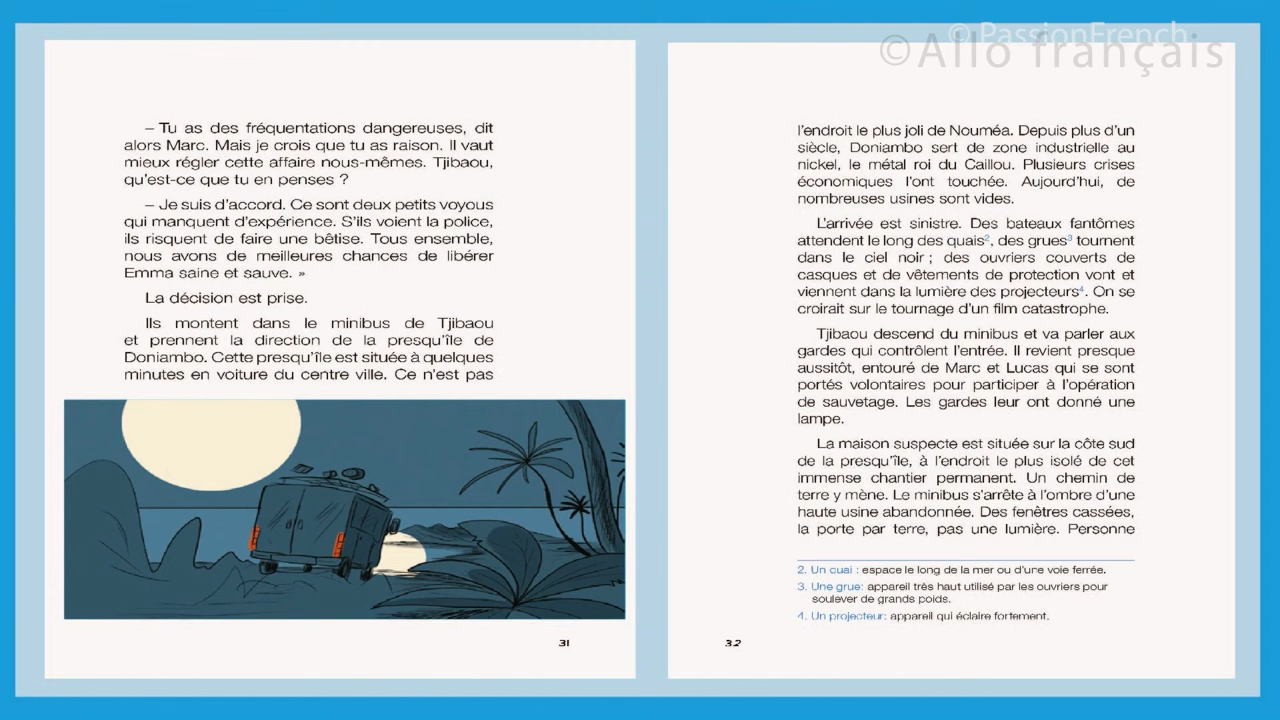 © PassionFrench
©Allo français
– Tu as des fréquentations dangereuses, dit
alors Marc. Mais je crois que tu as raison. Il vaut
mieux régler cette affaire nous-mêmes. Tjibaou,
qu'est-ce que tu en penses ?
– Je suis d'accord. Ce sont deux petits voyous
qui manquent d'expérience. S'ils voient la police,
ils risquent de faire une bêtise. Tous ensemble,
nous avons de meilleures chances de libérer
Emma saine et sauve. »
La décision est prise.
Ils montent dans le minibus de Tjibaou
et prennent la direction de la presqu'île de
Doniambo. Cette presqu'île est située à quelques
minutes en voiture du centre ville. Ce n'est pas
31
l'endroit le plus joli de Nouméa. Depuis plus d'un
siècle, Doniambo sert de zone industrielle au
nickel, le métal roi du Caillou. Plusieurs crises
économiques l'ont touchée. Aujourd'hui, de
nombreuses usines sont vides.
L'arrivée est sinistre. Des bateaux fantômes
attendent le long des quais², des grues³ tournent
dans le ciel noir ; des ouvriers couverts de
casques et de vêtements de protection vont et
viennent dans la lumière des projecteurs⁴. On se
croirait sur le tournage d'un film catastrophe.
Tjibaou descend du minibus et va parler aux
gardes qui contrôlent l'entrée. Il revient presque
aussitôt, entouré de Marc et Lucas qui se sont
portés volontaires pour participer à l'opération
de sauvetage. Les gardes leur ont donné une
lampe.
La maison suspecte est située sur la côte sud
de la presqu'île, à l'endroit le plus isolé de cet
immense chantier permanent. Un chemin de
terre y mène. Le minibus s'arrête à l'ombre d'une
haute usine abandonnée. Des fenêtres cassées,
la porte par terre, pas une lumière. Personne
2. Un cuai : espace le long de la mer ou d'une voie ferrée.
3. Une grue: appareil très haut utilisé par les ouvriers pour
soulever de grands poids.
4. Un projecteur: appareil qui éclaire fortement.
32